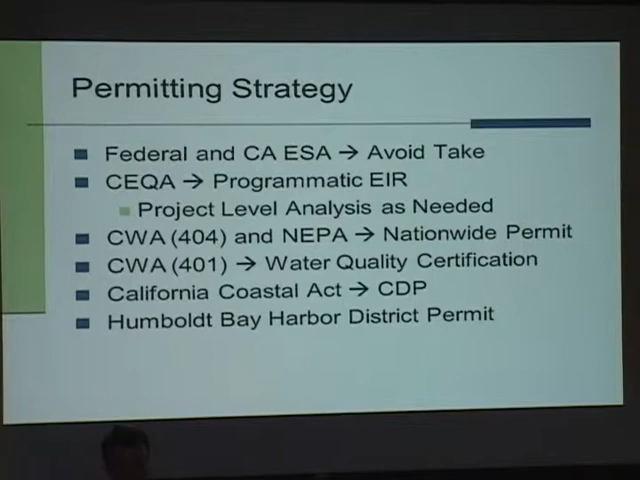 Permitting Strategy
Federal and CA ESA → Avoid Take
CEQA → Programmatic EIR
Project Level Analysis as Needed
CWA (404) and NEPA → Nationwide Permit
CWA (401) → Water Quality Certification
California Coastal Act → CDP
Humboldt Bay Harbor District Permit